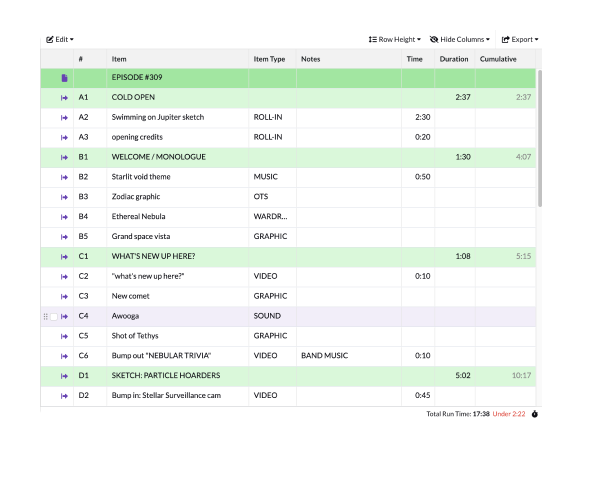 Edit Row Height Hide Columns Export
# Item Item Type Notes Time Duration Cumulative
EPISODE #309
A1 COLD OPEN 2:37 2:37
A2 Swimming on Jupiter sketch ROLL-IN 2:30
A3 opening credits ROLL-IN 0:20
B1 WELCOME / MONOLOGUE 1:30 4:07
B2 Starlit void theme MUSIC 0:50
B3 Zodiac graphic OTS
B4 Ethereal Nebula WARDR...
B5 Grand space vista GRAPHIC
C1 WHAT'S NEW UP HERE? 1:08 5:15
C2 "what's new up here?" VIDEO 0:10
C3 New comet GRAPHIC
C4 Awooga SOUND
C5 Shot of Tethys GRAPHIC
C6 Bump out "NEBULAR TRIVIA" VIDEO BAND MUSIC 0:10
D1 SKETCH: PARTICLE HOARDERS 5:02 10:17
D2 Bump in: Stellar Surveillance cam VIDEO 0:45
Total Run Time: 17:38 Under 2:22